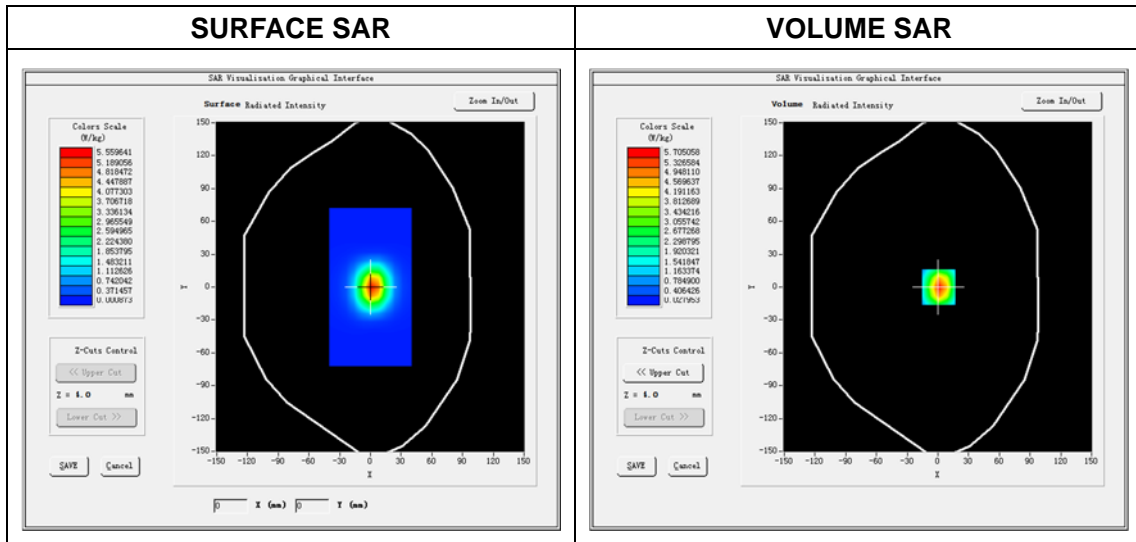 SURFACE SAR
VOLUME SAR
SAR Visualisation Graphical Interface
Surface Radiated Intensity
Zoom In/Out
Colors Scale
(W/kg)
5.559641
5.189056
4.818472
4.447887
4.077303
3.706718
3.336134
2.965549
2.594965
2.224380
1.853795
1.483211
1.112626
0.742042
0.371457
0.000873
150
120
90
60
30
0
-30
-60
-90
-120
-150
Y
-150 -120 -90 -60 -30 0 30 60 90 120 150
X
Z-Cuts Control
<< Upper Cut
Z = mm
Lower Cut >>
SAVE Cancel
0 X (mm) 0 Y (mm)
SAR Visualisation Graphical Interface
Volume Radiated Intensity
Zoom In/Out
Colors Scale
(W/kg)
5.705058
5.326584
4.948110
4.569637
4.191163
3.812689
3.434216
3.055742
2.677268
2.298795
1.920321
1.541847
1.163374
0.784900
0.406426
0.027953
150
120
90
60
30
0
-30
-60
-90
-120
-150
Y
-150 -120 -90 -60 -30 0 30 60 90 120 150
X
Z-Cuts Control
<< Upper Cut
Z = mm
Lower Cut >>
SAVE Cancel